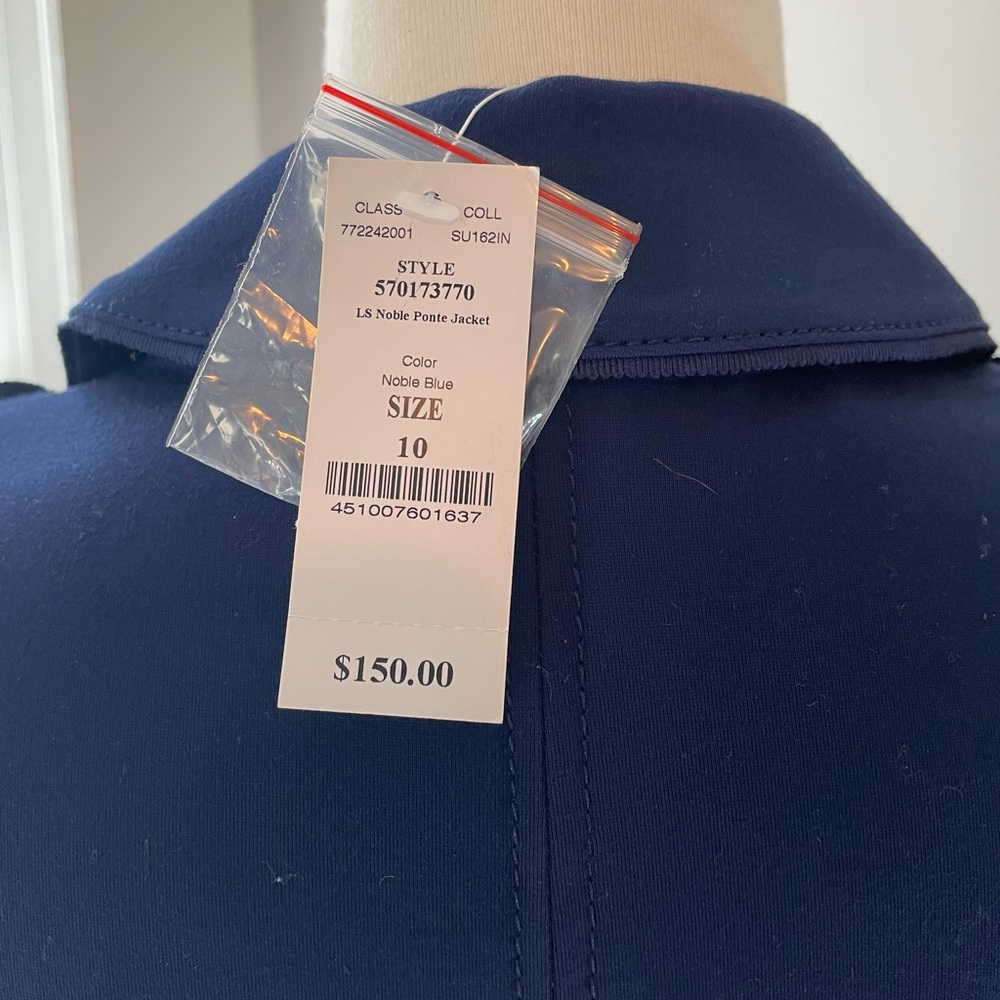 CLASS COLL
772242001 SU162IN
STYLE
570173770
LS Noble Ponte Jacket
Color
Noble Blue
SIZE
10
451007601637
$150.00